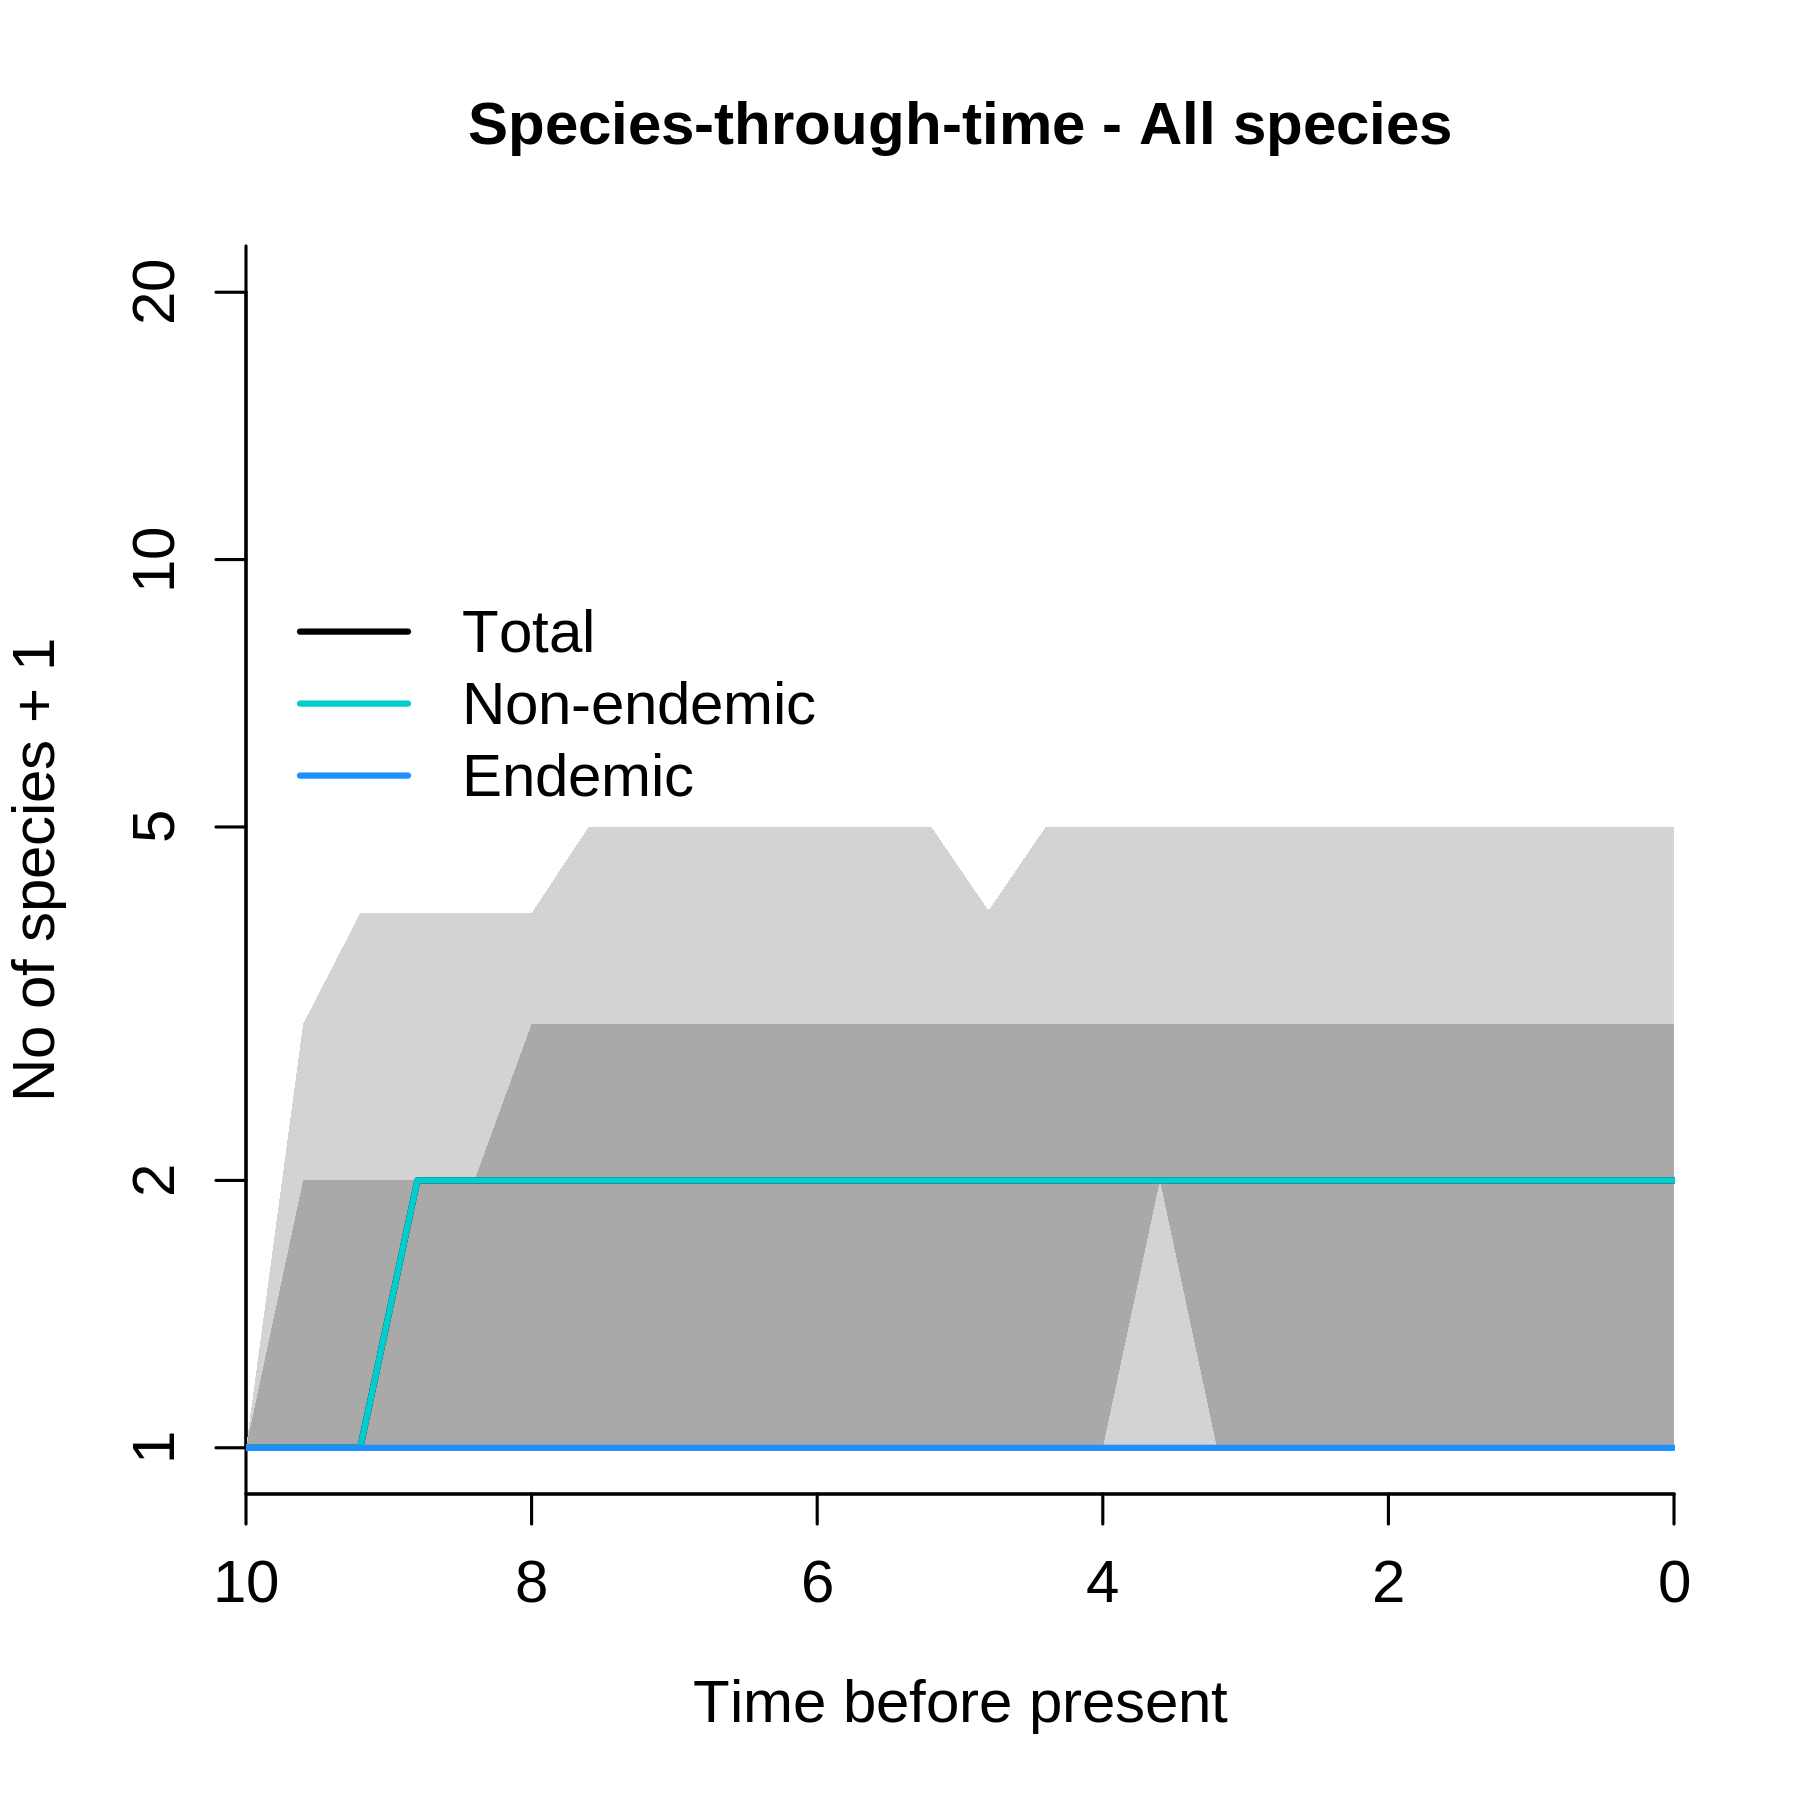 Species-through-time - All species
No of species + 1
20
10
5
2
1
Total
Non-endemic
Endemic
10 8 6 4 2 0
Time before present